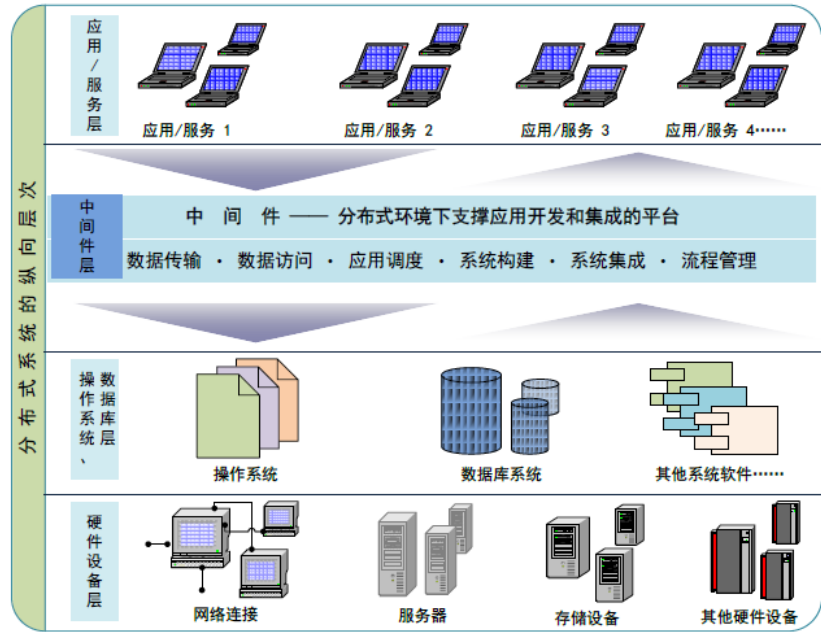 分布式系统的纵向层次
应用/服务层
应用/服务 1
应用/服务 2
应用/服务 3
应用/服务 4……
中间件层
中 间 件 —— 分布式环境下支撑应用开发和集成的平台
数据传输 · 数据访问 · 应用调度 · 系统构建 · 系统集成 · 流程管理
操作系统、
数据库层
操作系统
数据库系统
其他系统软件……
硬件设备层
网络连接
服务器
存储设备
其他硬件设备